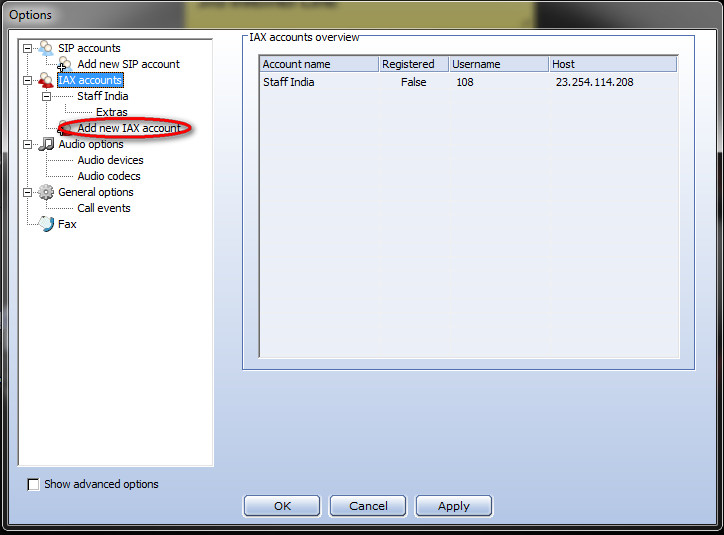 Options
SIP accounts
Add new SIP account
IAX accounts
Staff India
Extras
Add new IAX account
Audio options
Audio devices
Audio codecs
General options
Call events
Fax
Show advanced options
IAX accounts overview
Account name Registered Username Host
Staff India False 108 23.254.114.208
OK Cancel Apply